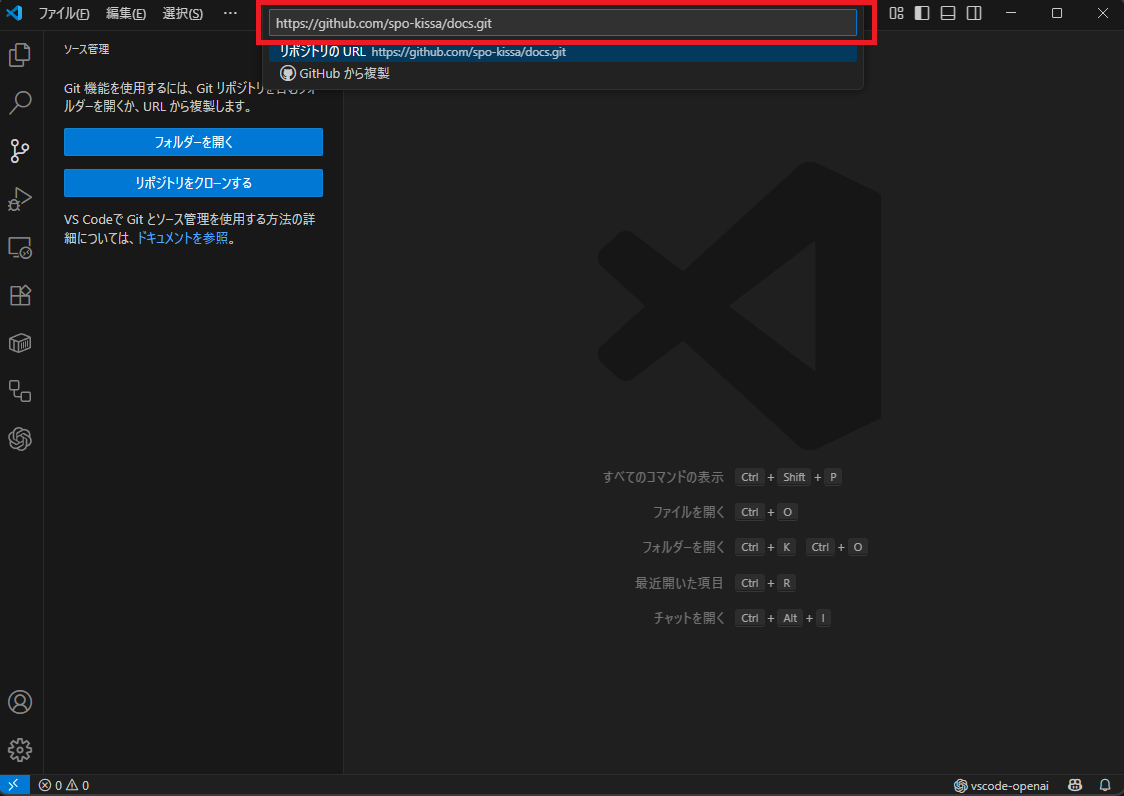 ファイル(F) 編集(E) 選択(S) ···
https://github.com/spo-kissa/docs.git
リポジトリの URL https://github.com/spo-kissa/docs.git
GitHub から複製
ソース管理
Git 機能を使用するには、Git リポジトリを含むフォ
ルダーを開くか、URL から複製します。
フォルダーを開く
リポジトリをクローンする
VS Codeで Git とソース管理を使用する方法の詳
細については、ドキュメントを参照。
すべてのコマンドの表示 Ctrl + Shift + P
ファイルを開く Ctrl + O
フォルダーを開く Ctrl + K Ctrl + O
最近開いた項目 Ctrl + R
チャットを開く Ctrl + Alt + I
0 0 vscode-openai